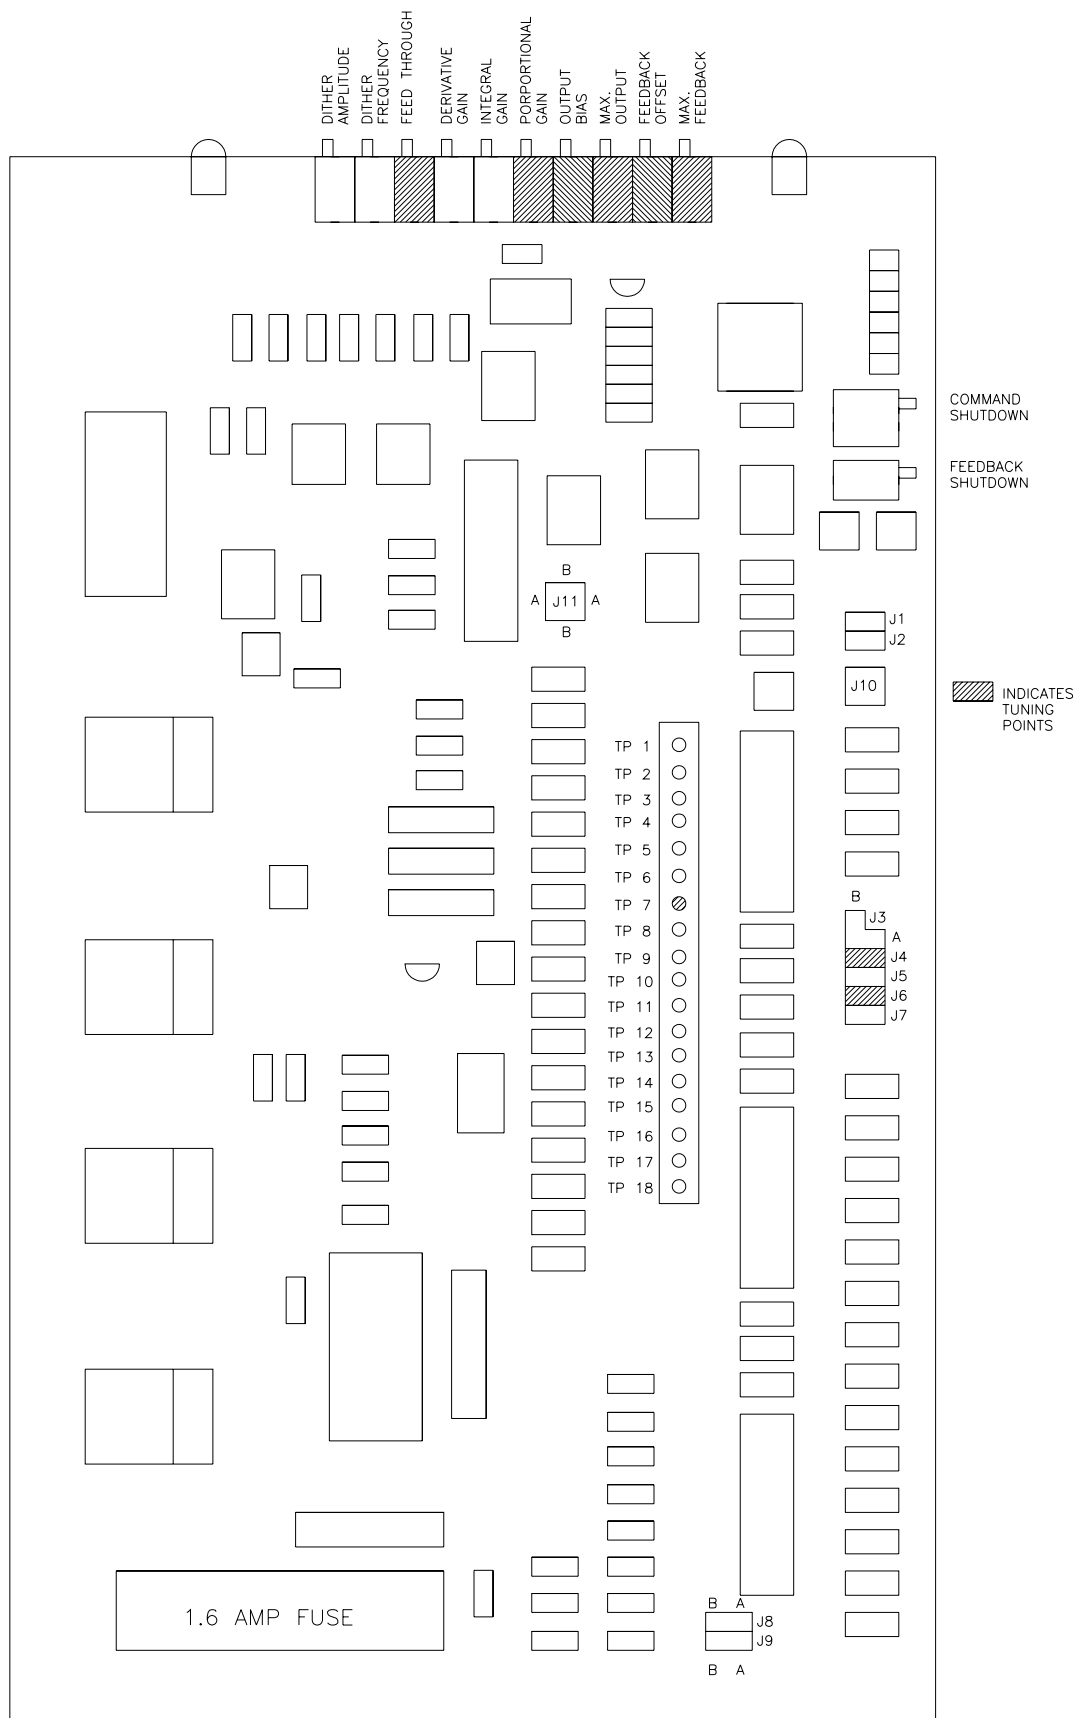 DITHER
AMPLITUDE
DITHER
FREQUENCY
FEED THROUGH
DERIVATIVE
GAIN
INTEGRAL
GAIN
PORPORTIONAL
GAIN
OUTPUT
BIAS
MAX.
OUTPUT
FEEDBACK
OFFSET
MAX.
FEEDBACK
COMMAND
SHUTDOWN
FEEDBACK
SHUTDOWN
B
A J11 A
B
J1
J2
J10
INDICATES
TUNING
POINTS
TP 1
TP 2
TP 3
TP 4
TP 5
TP 6
TP 7
TP 8
TP 9
TP 10
TP 11
TP 12
TP 13
TP 14
TP 15
TP 16
TP 17
TP 18
B
J3
A
J4
J5
J6
J7
1.6 AMP FUSE
B A
J8
J9
B A